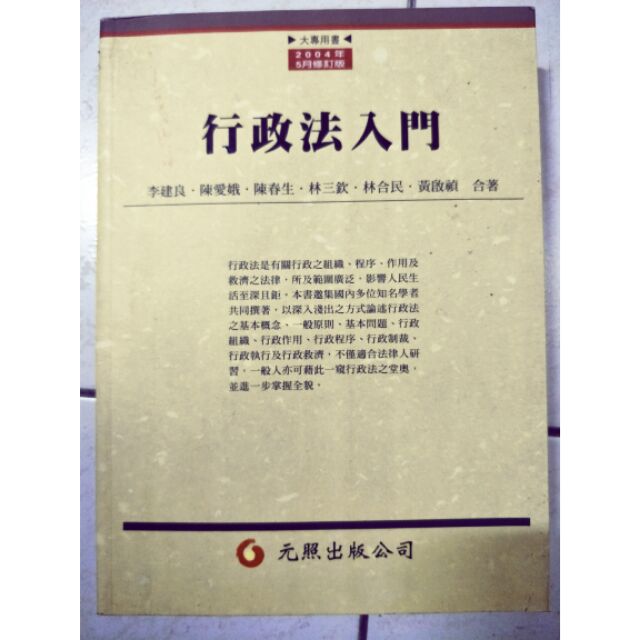 ▶大專用書◀
2004年
5月修訂版
行政法入門
李建良・陳愛娥・陳春生・林三欽・林合民・黃啟禎 合著
行政法是有關行政之組織、程序、作用及
救濟之法律，所及範圍廣泛，影響人民生
活至深且鉅。本書邀集國內多位知名學者
共同撰著，以深入淺出之方式論述行政法
之基本概念、一般原則、基本問題、行政
組織、行政作用、行政程序、行政制裁、
行政執行及行政救濟，不僅適合法律人研
習，一般人亦可藉此一窺行政法之堂奧，
並進一步掌握全貌。
元照出版公司